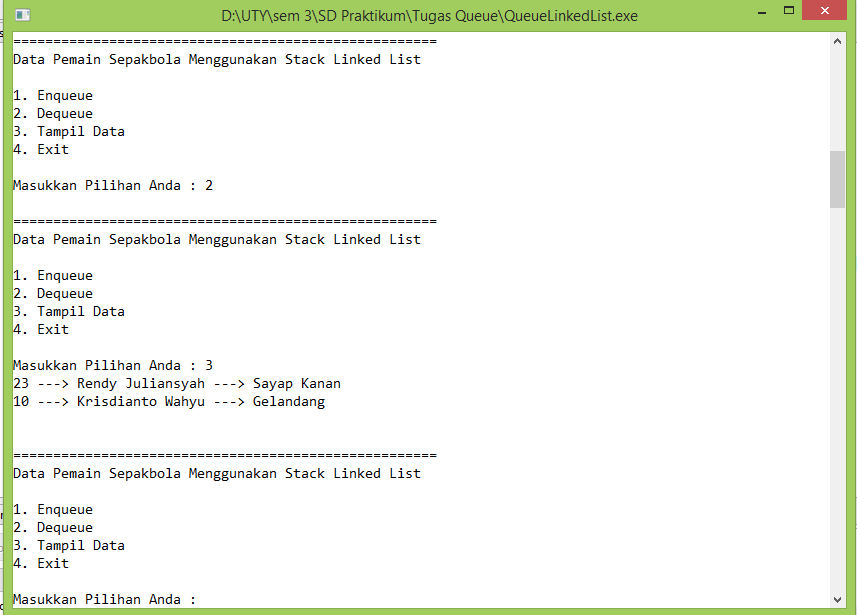 D:\UTY\sem 3\SD Praktikum\Tugas Queue\QueueLinkedList.exe
=====================================================
Data Pemain Sepakbola Menggunakan Stack Linked List
1. Enqueue
2. Dequeue
3. Tampil Data
4. Exit
Masukkan Pilihan Anda : 2
=====================================================
Data Pemain Sepakbola Menggunakan Stack Linked List
1. Enqueue
2. Dequeue
3. Tampil Data
4. Exit
Masukkan Pilihan Anda : 3
23 ---> Rendy Juliansyah ---> Sayap Kanan
10 ---> Krisdianto Wahyu ---> Gelandang
=====================================================
Data Pemain Sepakbola Menggunakan Stack Linked List
1. Enqueue
2. Dequeue
3. Tampil Data
4. Exit
Masukkan Pilihan Anda :